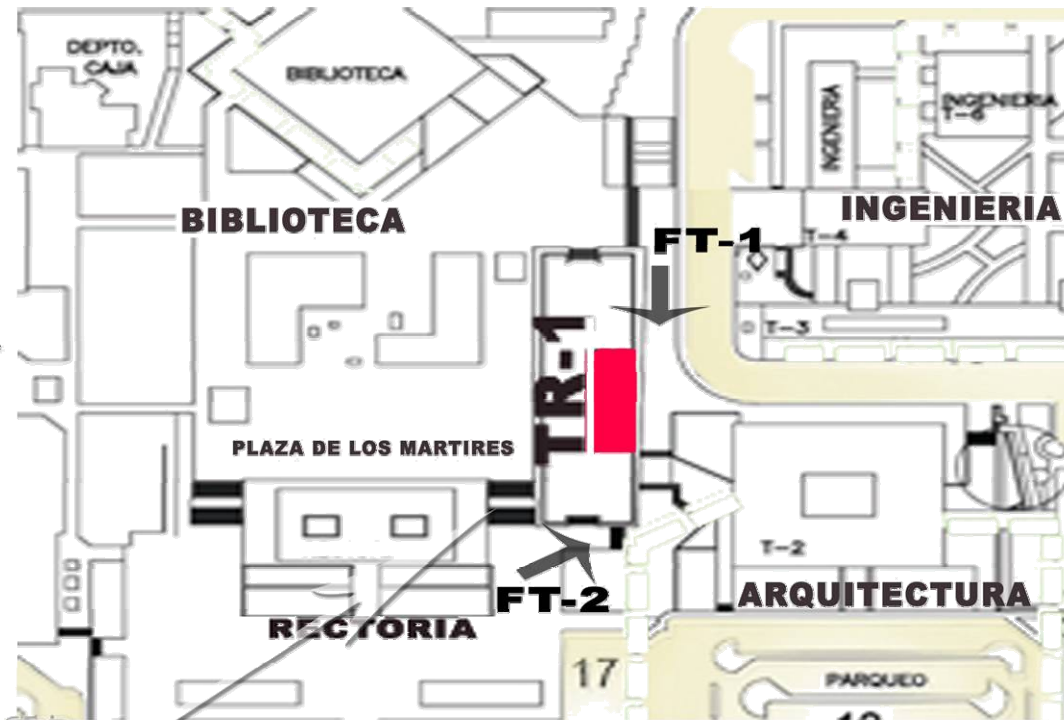 DEPTO.
CAJA
BIBLIOTECA
INGENIERIA
INGENIERIA
T-6
BIBLIOTECA
INGENIERIA
T-4
FT-1
T-3
TR-1
PLAZA DE LOS MARTIRES
T-2
FT-2
ARQUITECTURA
RECTORIA
17
PARQUEO